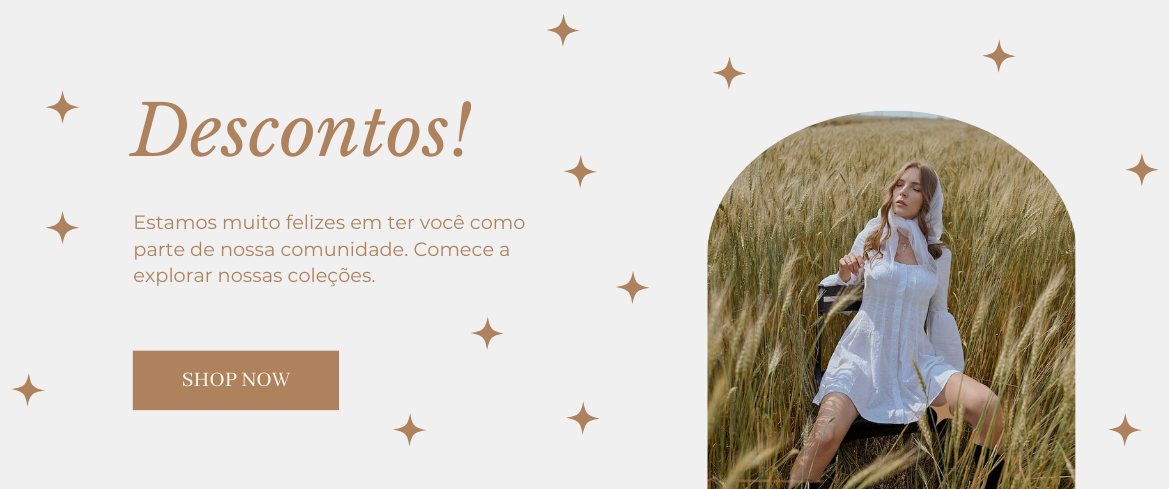 Descontos!
Estamos muito felizes em ter você como
parte de nossa comunidade. Comece a
explorar nossas coleções.
SHOP NOW